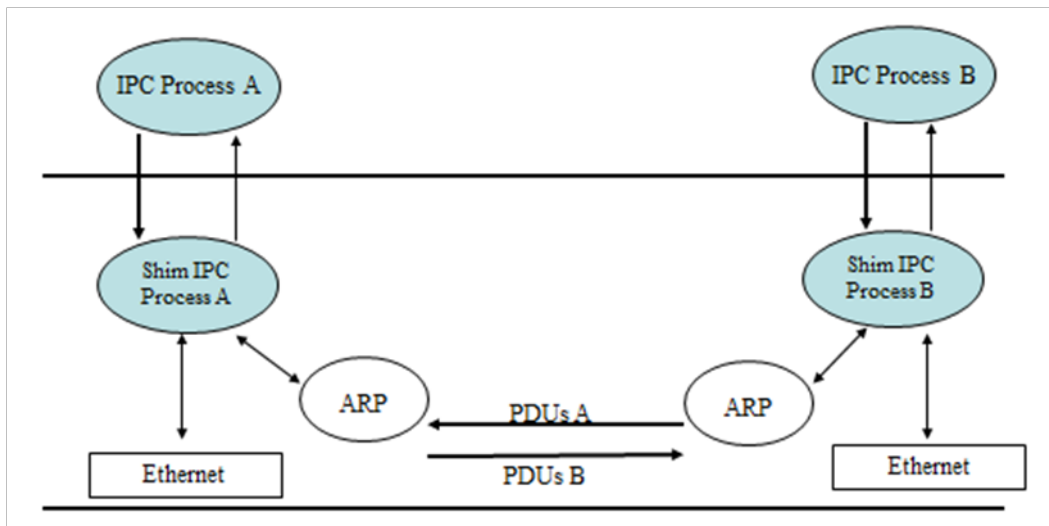 IPC Process A
IPC Process B
Shim IPC
Process A
Shim IPC
Process B
ARP
ARP
PDUs A
PDUs B
Ethernet
Ethernet